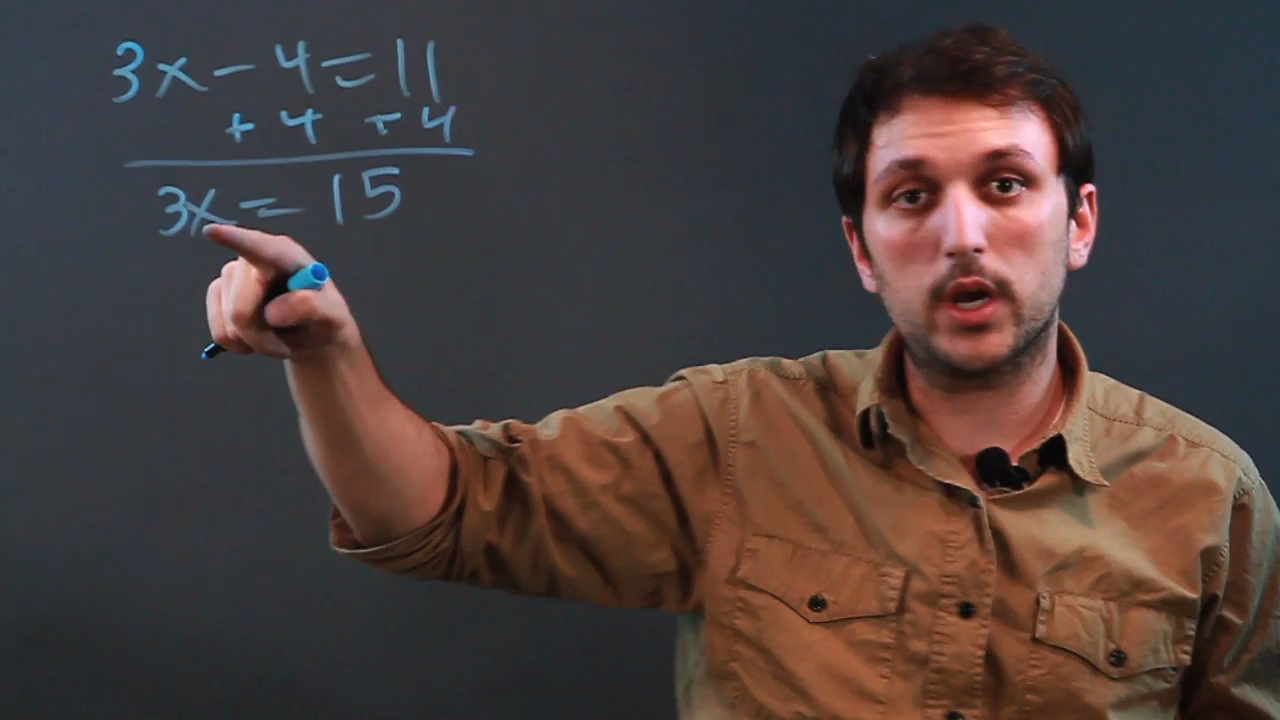 3x - 4 = 11
+ 4 + 4
3x = 15